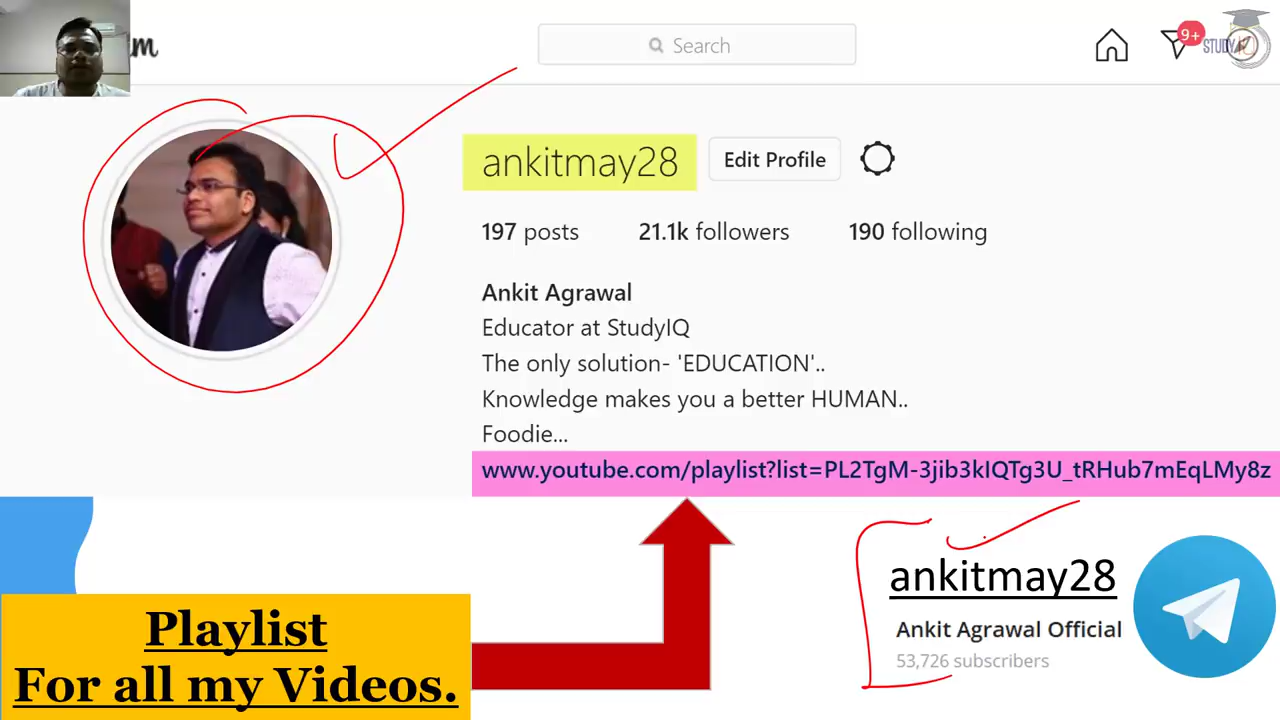 m
Search
9+
STUDY IQ
ankitmay28
Edit Profile
197 posts 21.1k followers 190 following
Ankit Agrawal
Educator at StudyIQ
The only solution- 'EDUCATION'..
Knowledge makes you a better HUMAN..
Foodie...
www.youtube.com/playlist?list=PL2TgM-3jib3kIQTg3U_tRHub7mEqLMy8z
ankitmay28
Ankit Agrawal Official
53,726 subscribers
Playlist
For all my Videos.